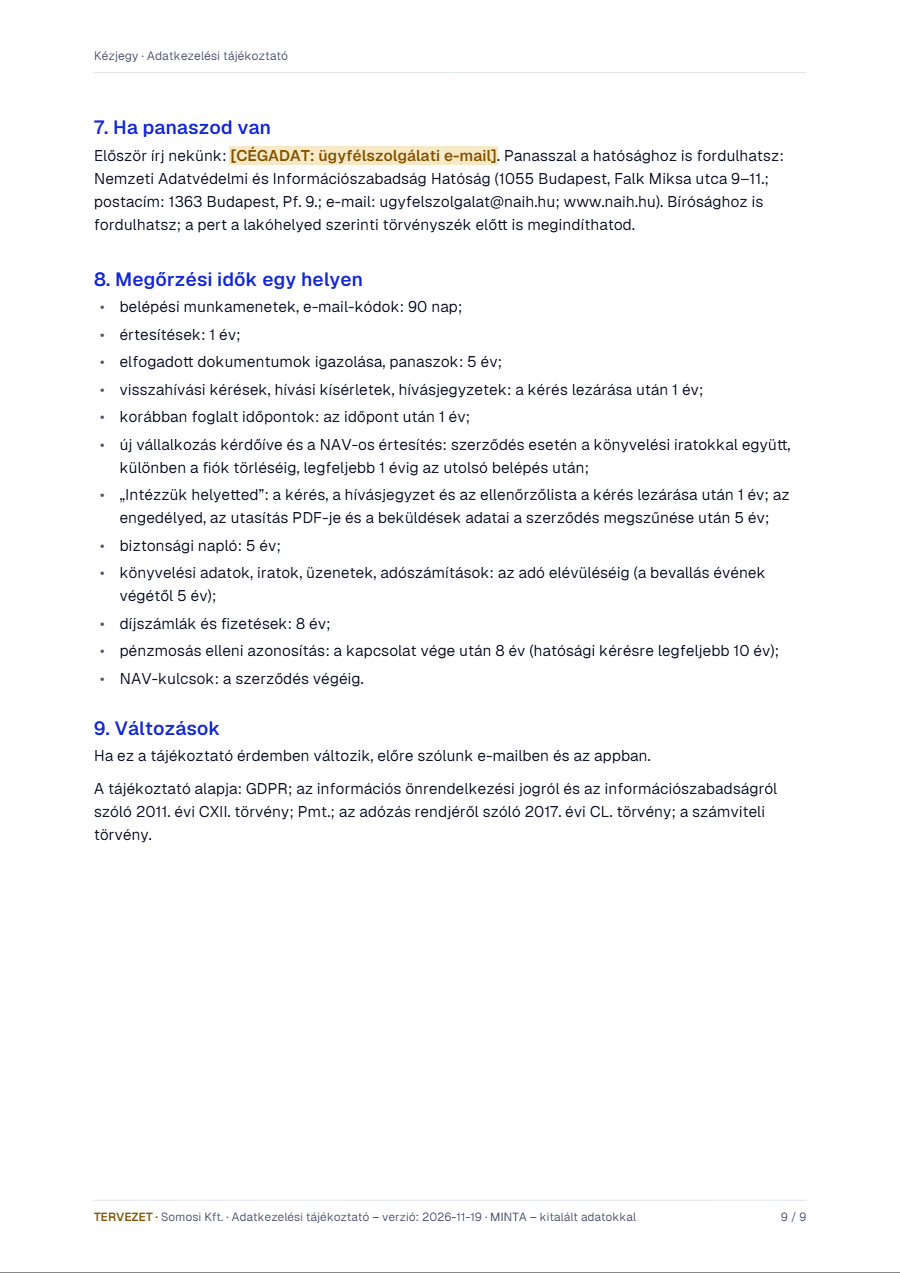 Kézjegy · Adatkezelési tájékoztató
7. Ha panaszod van
Először írj nekünk: [CÉGADAT: ügyfélszolgálati e-mail]. Panasszal a hatósághoz is fordulhatsz:
Nemzeti Adatvédelmi és Információszabadság Hatóság (1055 Budapest, Falk Miksa utca 9–11.;
postacím: 1363 Budapest, Pf. 9.; e-mail: ugyfelszolgalat@naih.hu; www.naih.hu). Bírósághoz is
fordulhatsz; a pert a lakóhelyed szerinti törvényszék előtt is megindíthatod.
8. Megőrzési idők egy helyen
• belépési munkamenetek, e-mail-kódok: 90 nap;
• értesítések: 1 év;
• elfogadott dokumentumok igazolása, panaszok: 5 év;
• visszahívási kérések, hívási kísérletek, hívásjegyzetek: a kérés lezárása után 1 év;
• korábban foglalt időpontok: az időpont után 1 év;
• új vállalkozás kérdőíve és a NAV-os értesítés: szerződés esetén a könyvelési iratokkal együtt,
különben a fiók törléséig, legfeljebb 1 évig az utolsó belépés után;
• „Intézzük helyetted”: a kérés, a hívásjegyzet és az ellenőrzőlista a kérés lezárása után 1 év; az
engedélyed, az utasítás PDF-je és a beküldések adatai a szerződés megszűnése után 5 év;
• biztonsági napló: 5 év;
• könyvelési adatok, iratok, üzenetek, adószámítások: az adó elévüléséig (a bevallás évének
végétől 5 év);
• díjszámlák és fizetések: 8 év;
• pénzmosás elleni azonosítás: a kapcsolat vége után 8 év (hatósági kérésre legfeljebb 10 év);
• NAV-kulcsok: a szerződés végéig.
9. Változások
Ha ez a tájékoztató érdemben változik, előre szólunk e-mailben és az appban.
A tájékoztató alapja: GDPR; az információs önrendelkezési jogról és az információszabadságról
szóló 2011. évi CXII. törvény; Pmt.; az adózás rendjéről szóló 2017. évi CL. törvény; a számviteli
törvény.
TERVEZET · Somosi Kft. · Adatkezelési tájékoztató – verzió: 2026-11-19 · MINTA – kitalált adatokkal 9 / 9